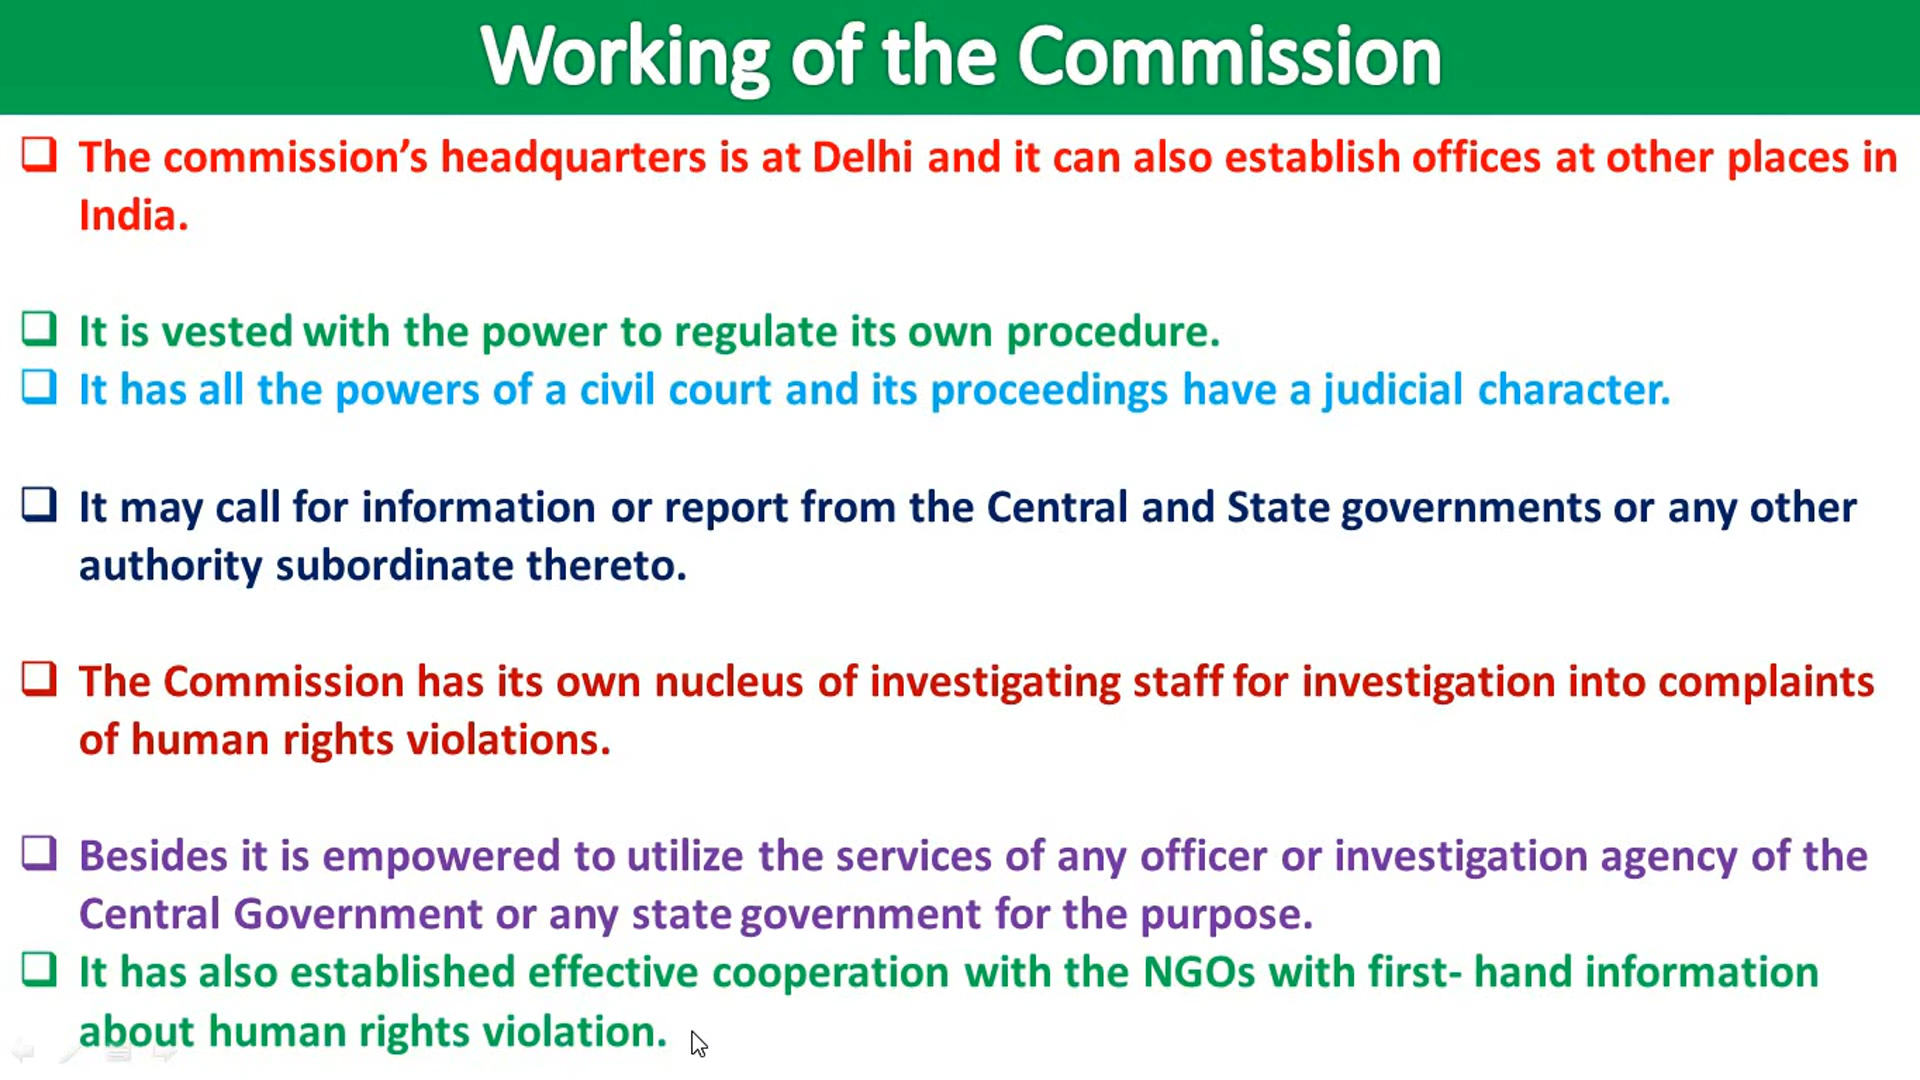 Working of the Commission
The commission’s headquarters is at Delhi and it can also establish offices at other places in
India.
It is vested with the power to regulate its own procedure.
It has all the powers of a civil court and its proceedings have a judicial character.
It may call for information or report from the Central and State governments or any other
authority subordinate thereto.
The Commission has its own nucleus of investigating staff for investigation into complaints
of human rights violations.
Besides it is empowered to utilize the services of any officer or investigation agency of the
Central Government or any state government for the purpose.
It has also established effective cooperation with the NGOs with first- hand information
about human rights violation.